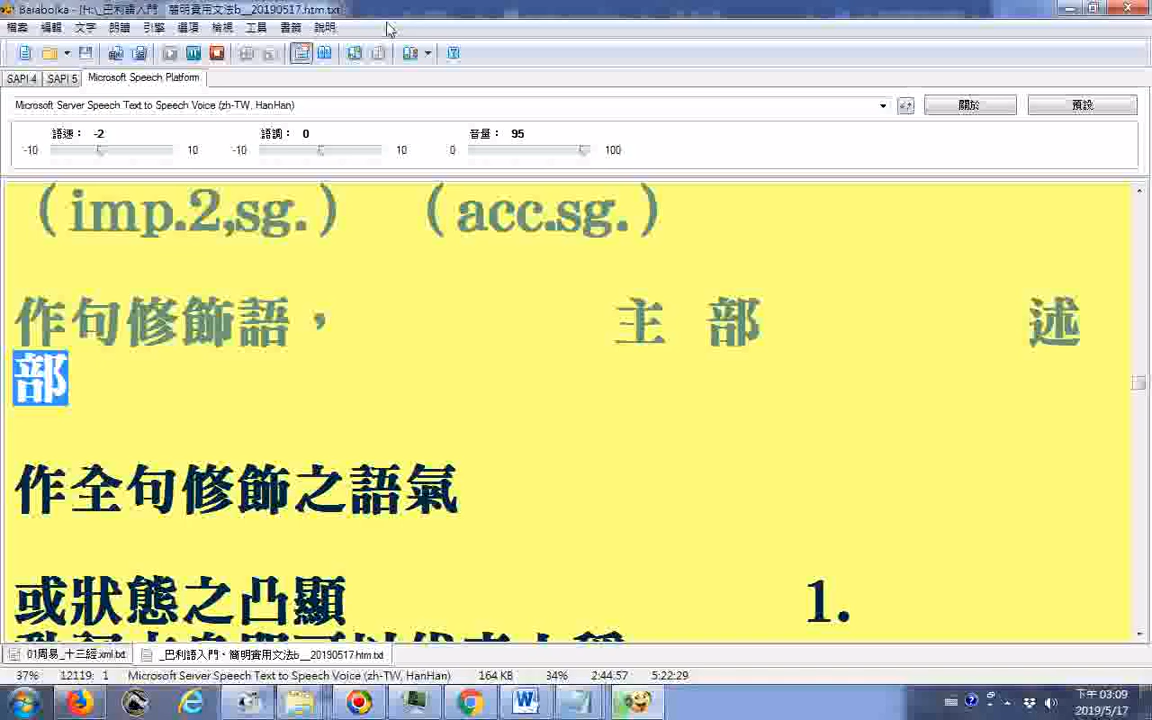 Balabolka - [H:\_巴利語入門‧簡明實用文法b__20190517.htm.txt]
檔案 編輯 文字 朗讀 引擎 選項 檢視 工具 書籤 說明
SAPI 4 SAPI 5 Microsoft Speech Platform
Microsoft Server Speech Text to Speech Voice (zh-TW, HanHan) 關於 預設
語速： -2 語調： 0 音量： 95
-10 10 -10 10 0 100
（imp.2,sg.） （acc.sg.）
作句修飾語， 主 部 述
部
作全句修飾之語氣
或狀態之凸顯 1.
01周易_十三經.xml.txt _巴利語入門‧簡明實用文法b__20190517.htm.txt
37% 12119: 1 Microsoft Server Speech Text to Speech Voice (zh-TW, HanHan) 164 KB 34% 2:44:57 5:22:29
下午 03:09
2019/5/17